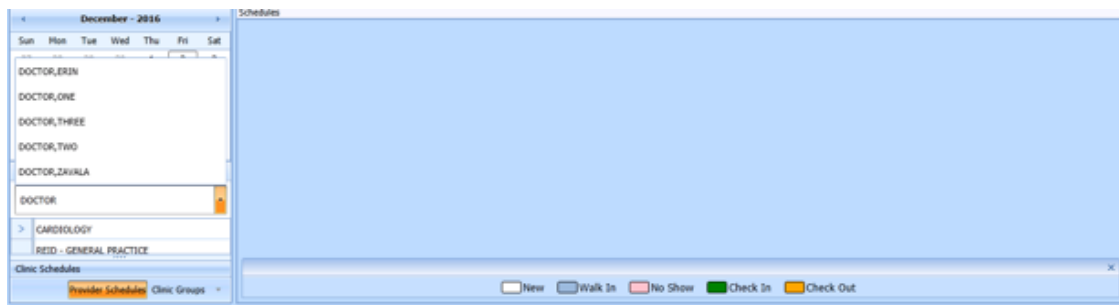 December - 2016
Schedules
Sun Mon Tue Wed Thu Fri Sat
DOCTOR,ERIN
DOCTOR,ONE
DOCTOR,THREE
DOCTOR,TWO
DOCTOR,ZAVALA
DOCTOR
CARDIOLOGY
REID - GENERAL PRACTICE
Clinic Schedules
Provider Schedules Clinic Groups
New Walk In No Show Check In Check Out